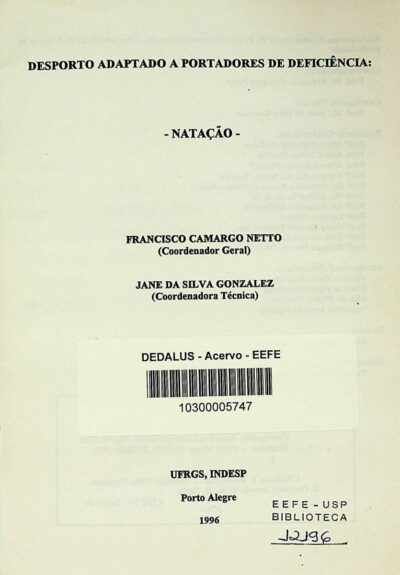 DESPORTO ADAPTADO A PORTADORES DE DEFICIÊNCIA:
- NATAÇÃO -
FRANCISCO CAMARGO NETTO
(Coordenador Geral)
JANE DA SILVA GONZALEZ
(Coordenadora Técnica)
DEDALUS - Acervo - EEFE
10300005747
UFRGS, INDESP
Porto Alegre
1996
EEFE - USP
BIBLIOTECA
12196